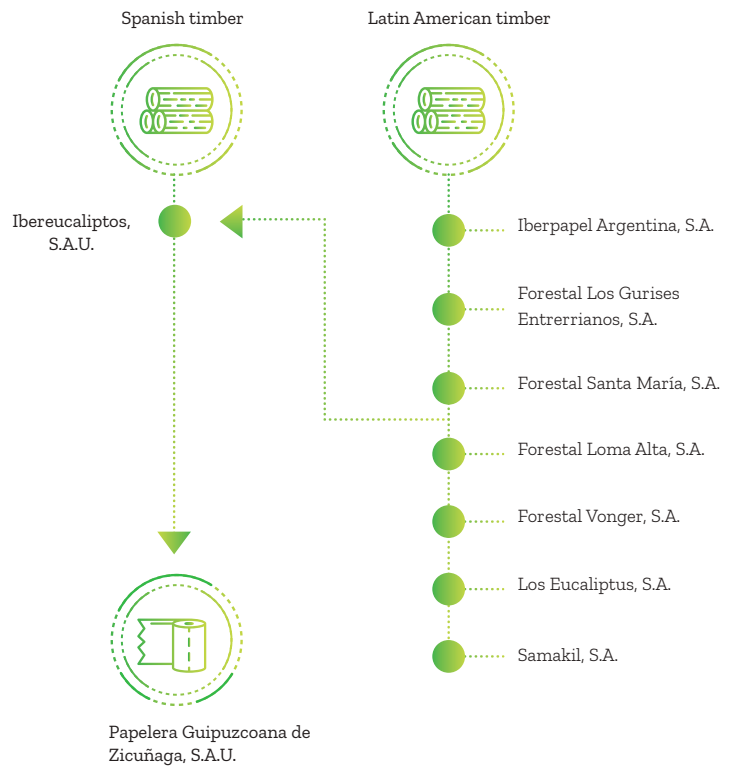 Spanish timber
Latin American timber
Ibereucaliptos,
S.A.U.
Iberpapel Argentina, S.A.
Forestal Los Gurises
Entrerrianos, S.A.
Forestal Santa María, S.A.
Forestal Loma Alta, S.A.
Forestal Vonger, S.A.
Los Eucaliptus, S.A.
Samakil, S.A.
Papelera Guipuzcoana de
Zicuñaga, S.A.U.